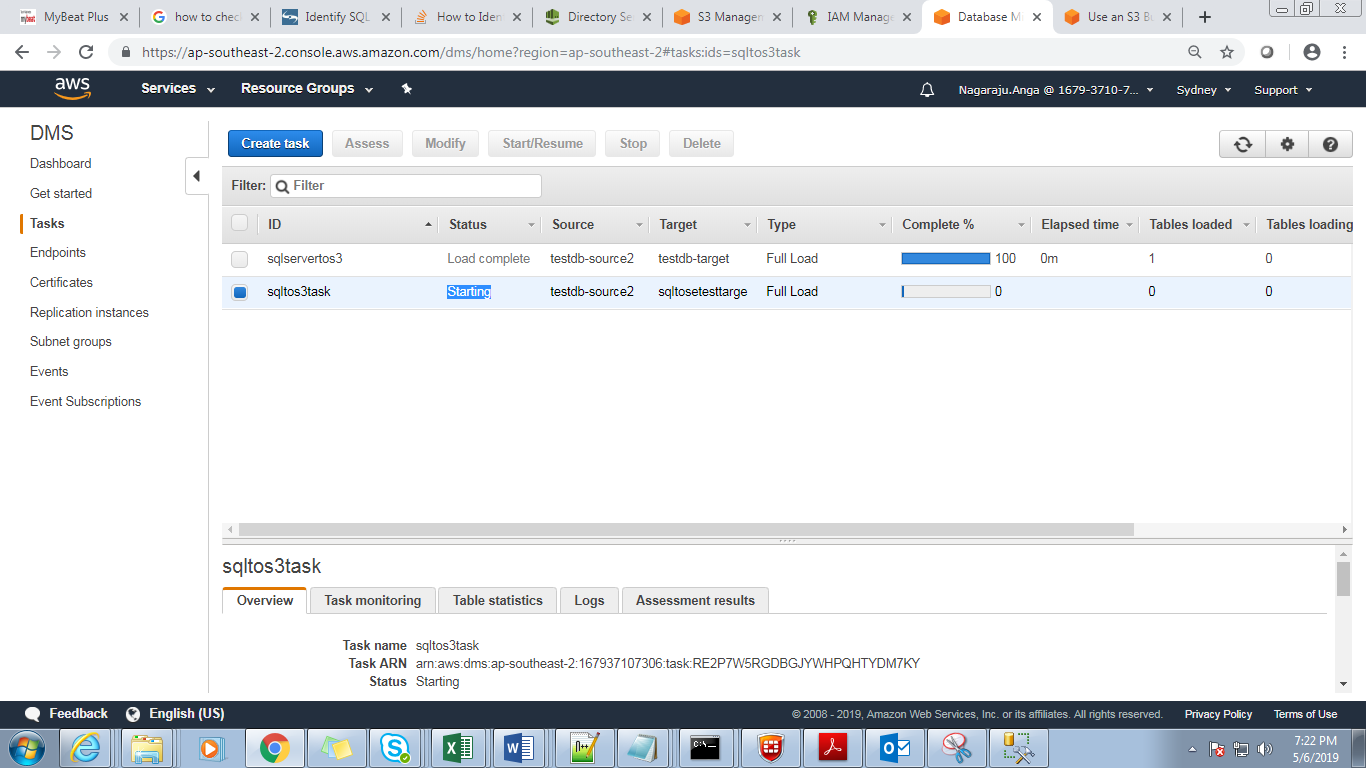 MyBeat Plus
how to chec
Identify SQL
How to Iden
Directory Se
S3 Managen
IAM Manage
Database M
Use an S3 Bu
https://ap-southeast-2.console.aws.amazon.com/dms/home?region=ap-southeast-2#tasks:ids=sqltos3task
aws
Services
Resource Groups
Nagaraju.Anga @ 1679-3710-7...
Sydney
Support
DMS
Dashboard
Get started
Tasks
Endpoints
Certificates
Replication instances
Subnet groups
Events
Event Subscriptions
Create task Assess Modify Start/Resume Stop Delete
Filter: Filter
ID Status Source Target Type Complete % Elapsed time Tables loaded Tables loading
sqlservertos3 Load complete testdb-source2 testdb-target Full Load 100 0m 1 0
sqltos3task Starting testdb-source2 sqltosetesttarge Full Load 0 0 0
sqltos3task
Overview Task monitoring Table statistics Logs Assessment results
Task name sqltos3task
Task ARN arn:aws:dms:ap-southeast-2:167937107306:task:RE2P7W5RGDBGJYWHPQHTYDM7KY
Status Starting
Feedback English (US)
© 2008 - 2019, Amazon Web Services, Inc. or its affiliates. All rights reserved. Privacy Policy Terms of Use
7:22 PM
5/6/2019